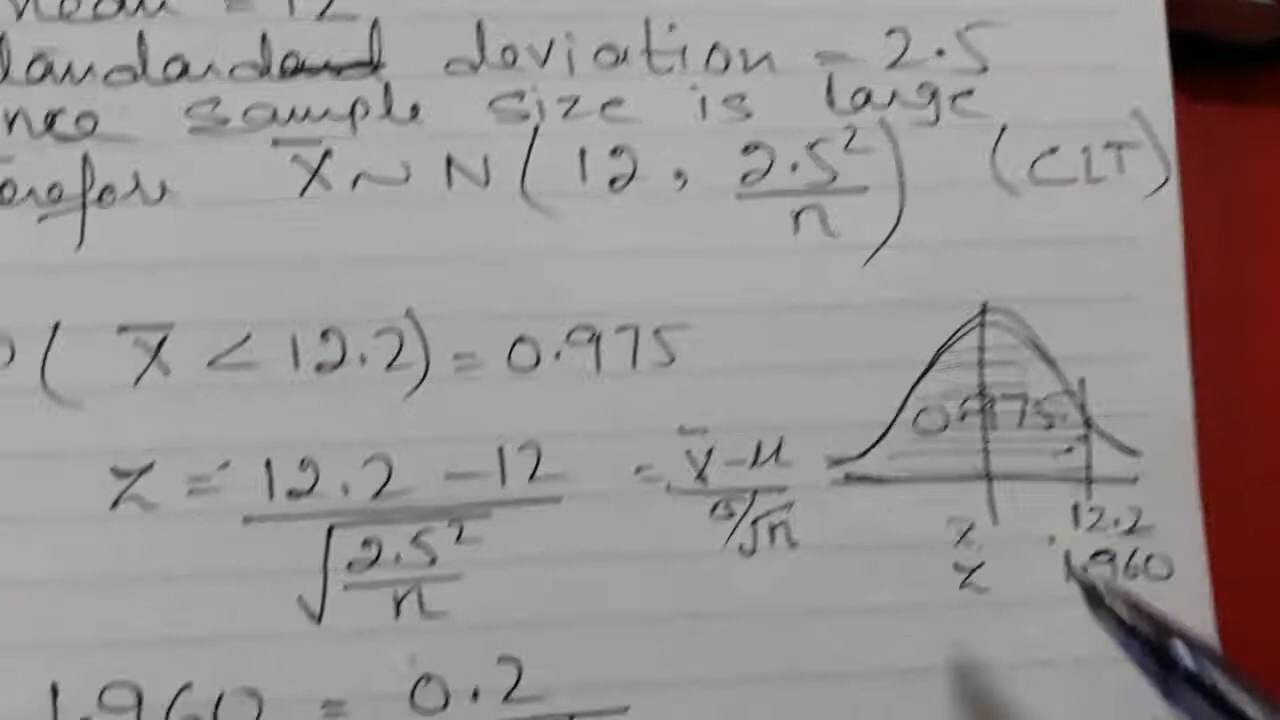 = 12
deviation = 2.5
sample size is large
X̄ ~ N(12, 2.5²/n) (CLT)
( X̄ < 12.2) = 0.975
z = (12.2 - 12)/√(2.5²/n) = (X̄-μ)/(σ/√n)
0.975
12.2
z 1.960
1.960 = 0.2